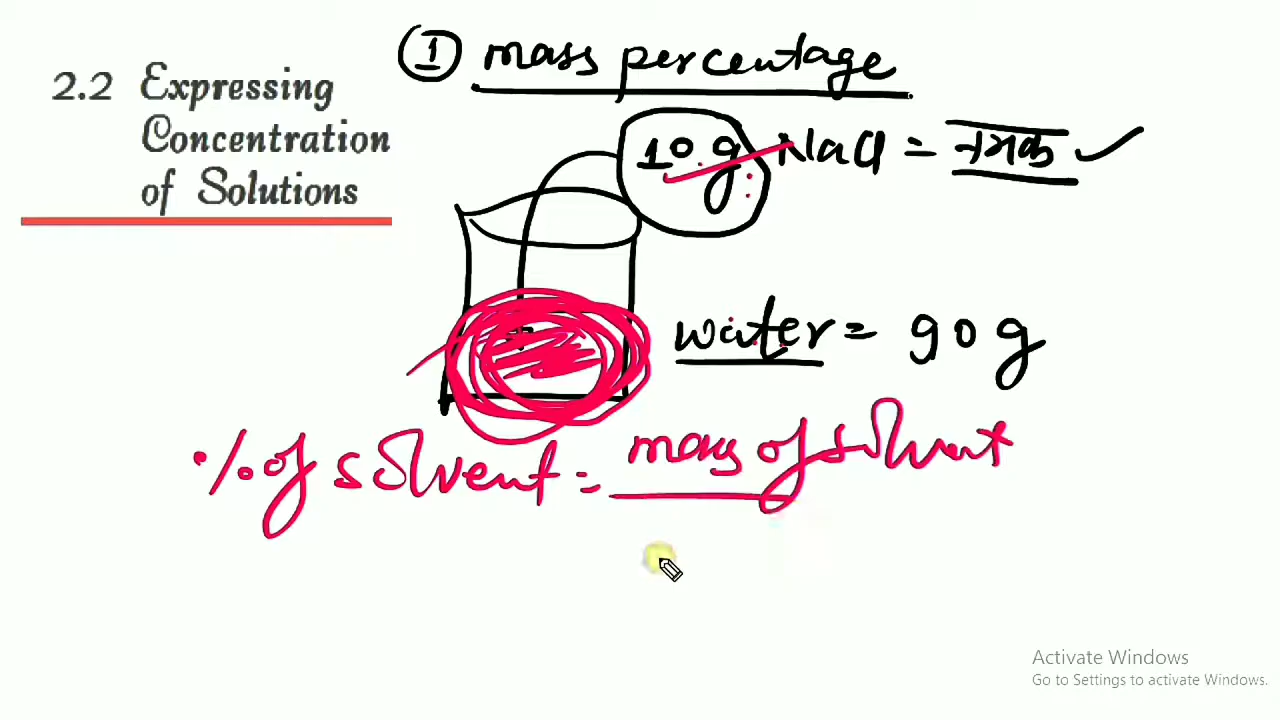 2.2 Expressing
Concentration
of Solutions
① mass percentage
10 g NaCl =
water = 90 g
% of solvent = mass of solvent
Activate Windows
Go to Settings to activate Windows.